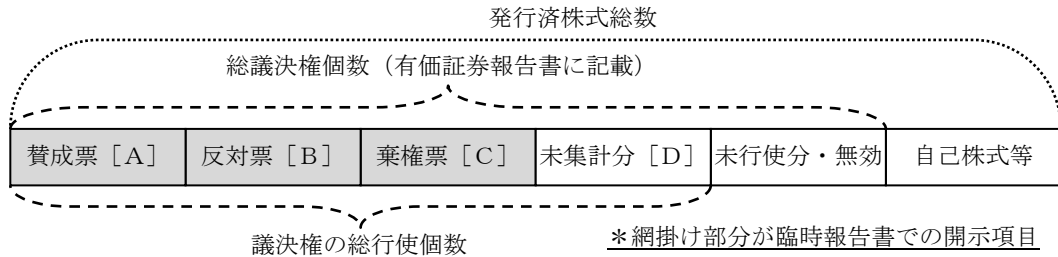 発行済株式総数
総議決権個数（有価証券報告書に記載）
賛成票［A］ 反対票［B］ 棄権票［C］ 未集計分［D］ 未行使分・無効 自己株式等
議決権の総行使個数
＊網掛け部分が臨時報告書での開示項目